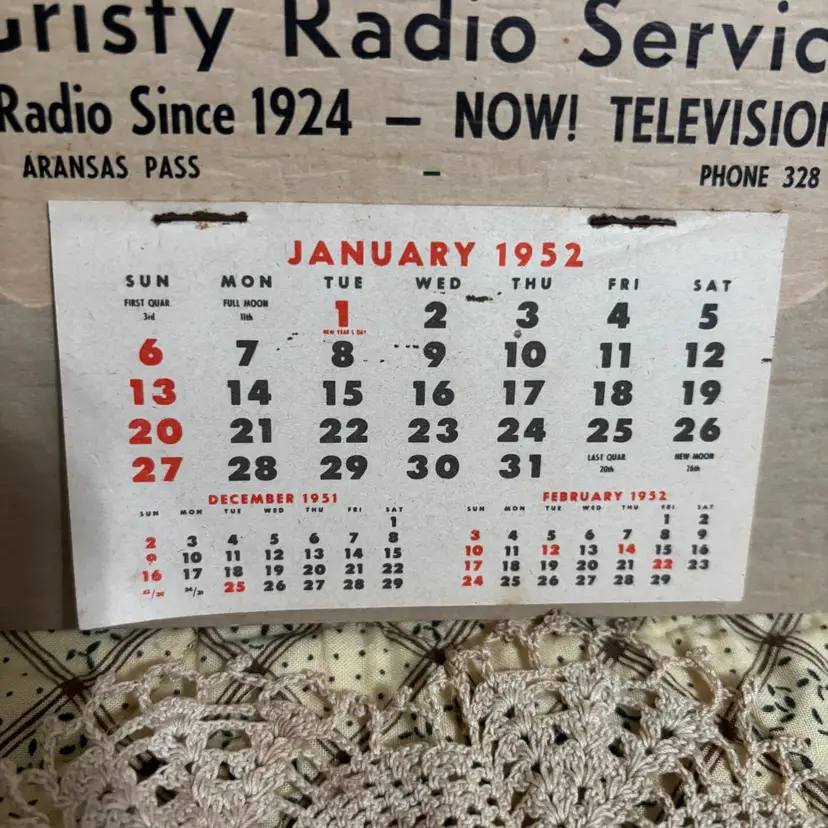 Gristy Radio Servic
Radio Since 1924 — NOW! TELEVISION
ARANSAS PASS - PHONE 328
JANUARY 1952
SUN MON TUE WED THU FRI SAT
FIRST QUAR. 3rd FULL MOON 11th 1 NEW YEAR'S DAY 2 3 4 5
6 7 8 9 10 11 12
13 14 15 16 17 18 19
20 21 22 23 24 25 26
27 28 29 30 31 LAST QUAR 20th NEW MOON 26th
DECEMBER 1951
SUN MON TUE WED THU FRI SAT
1
2 3 4 5 6 7 8
9 10 11 12 13 14 15
16 17 18 19 20 21 22
23/30 24/31 25 26 27 28 29
FEBRUARY 1952
SUN MON TUE WED THU FRI SAT
1 2
3 4 5 6 7 8 9
10 11 12 13 14 15 16
17 18 19 20 21 22 23
24 25 26 27 28 29